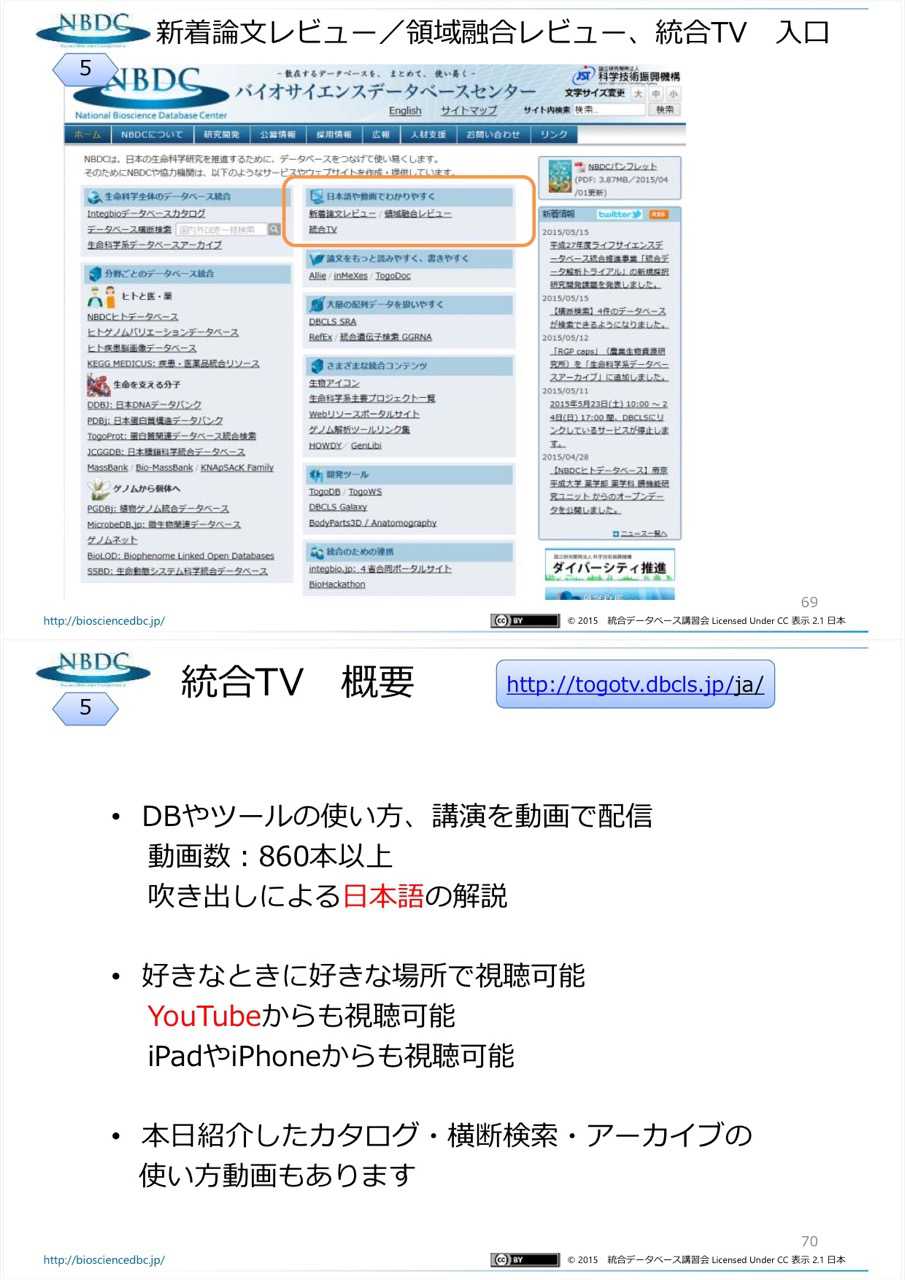 NBDC
新着論文レビュー／領域融合レビュー、統合TV　入口
5
NBDC
National Bioscience Database Center
－散在するデータベースを、まとめて、使い易く－
バイオサイエンスデータベースセンター
国立研究開発法人
JST 科学技術振興機構
文字サイズ変更 大 中 小
English サイトマップ サイト内検索 検索.. 検索
ホーム NBDCについて 研究開発 公募情報 採用情報 広報 人材支援 お問い合わせ リンク
NBDCは、日本の生命科学研究を推進するために、データベースをつなげて使い易くします。
そのためにNBDCや協力機関は、以下のようなサービスやウェブサイトを作成・提供しています。
生命科学全体のデータベース統合
Integbioデータベースカタログ
データベース横断検索 国内外DBを一括検索
生命科学系データベースアーカイブ
分野ごとのデータベース統合
ヒトと医・薬
NBDCヒトデータベース
ヒトゲノムバリエーションデータベース
ヒト疾患脳画像データベース
KEGG MEDICUS: 疾患・医薬品統合リソース
生命を支える分子
DDBJ: 日本DNAデータバンク
PDBj: 日本蛋白質構造データバンク
TogoProt: 蛋白質関連データベース統合検索
JCGGDB: 日本糖鎖科学統合データベース
MassBank / Bio-MassBank / KNApSAcK Family
ゲノムから個体へ
PGDBj: 植物ゲノム統合データベース
MicrobeDB.jp: 微生物関連データベース
ゲノムネット
BioLOD: Biophenome Linked Open Databases
SSBD: 生命動態システム科学統合データベース
日本語や動画でわかりやすく
新着論文レビュー / 領域融合レビュー
統合TV
論文をもっと読みやすく、書きやすく
Allie / inMeXes / TogoDoc
大量の配列データを扱いやすく
DBCLS SRA
RefEx / 統合遺伝子検索 GGRNA
さまざまな統合コンテンツ
生物アイコン
生命科学系主要プロジェクト一覧
Webリソースポータルサイト
ゲノム解析ツールリンク集
HOWDY / GenLibi
開発ツール
TogoDB / TogoWS
DBCLS Galaxy
BodyParts3D / Anatomography
統合のための連携
integbio.jp: 4省合同ポータルサイト
BioHackathon
NBDCパンフレット
(PDF: 3.87MB／2015/04
/01更新)
新着情報 twitter RSS
2015/05/15
平成27年度ライフサイエンスデ
ータベース統合推進事業「統合デ
ータ解析トライアル」の新規採択
研究開発課題を発表しました。
2015/05/15
【横断検索】4件のデータベース
が検索できるようになりました。
2015/05/12
「RGP caps」（農業生物資源研
究所）を「生命科学系データベー
スアーカイブ」に追加しました。
2015/05/11
2015年5月23日(土) 10:00 ～ 2
4日(日) 17:00 間、DBCLSにリ
ンクしているサービスが停止しま
す。
2015/04/28
【NBDCヒトデータベース】帝京
平成大学 薬学部 薬学科 膜機能研
究ユニット からのオープンデー
タを公開しました。
ニュース一覧へ
国立研究開発法人 科学技術振興機構
ダイバーシティ推進
69
http://biosciencedbc.jp/
cc BY
© 2015　統合データベース講習会 Licensed Under CC 表示 2.1 日本
NBDC
統合TV　概要
http://togotv.dbcls.jp/ja/
5
• DBやツールの使い方、講演を動画で配信
動画数：860本以上
吹き出しによる日本語の解説
• 好きなときに好きな場所で視聴可能
YouTubeからも視聴可能
iPadやiPhoneからも視聴可能
• 本日紹介したカタログ・横断検索・アーカイブの
使い方動画もあります
70
http://biosciencedbc.jp/
cc BY
© 2015　統合データベース講習会 Licensed Under CC 表示 2.1 日本